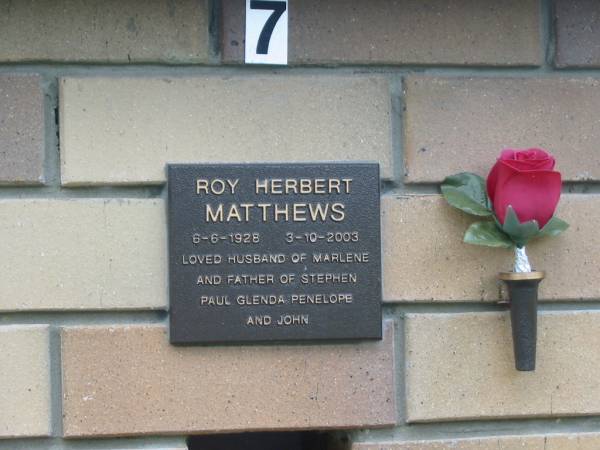 7
ROY HERBERT
MATTHEWS
6-6-1928 3-10-2003
LOVED HUSBAND OF MARLENE
AND FATHER OF STEPHEN
PAUL GLENDA PENELOPE
AND JOHN